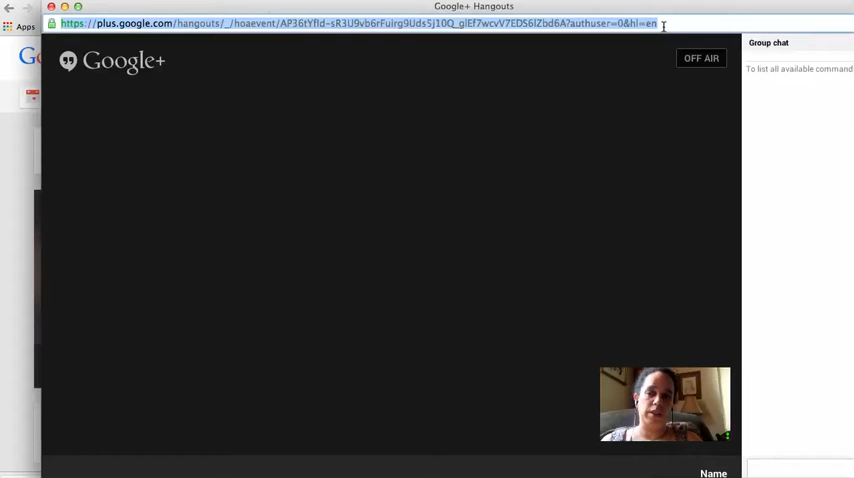 Google+ Hangouts
https://plus.google.com/hangouts/_/hoaevent/AP36tYfId-sR3U9vb6rFuirg9Uds5j10Q_glEf7wcvV7EDS6lZbd6A?authuser=0&hl=en
Apps
Google+
OFF AIR
Group chat
To list all available command
Name